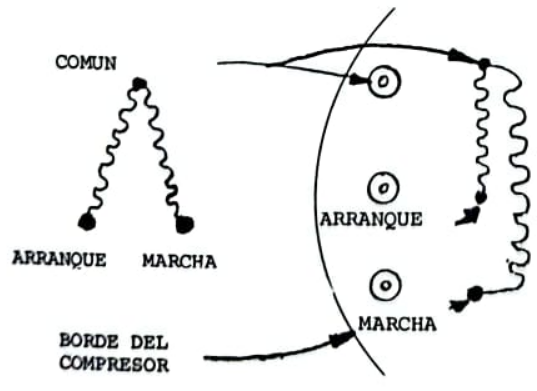 COMUN
ARRANQUE
ARRANQUE MARCHA
MARCHA
BORDE DEL
COMPRESOR